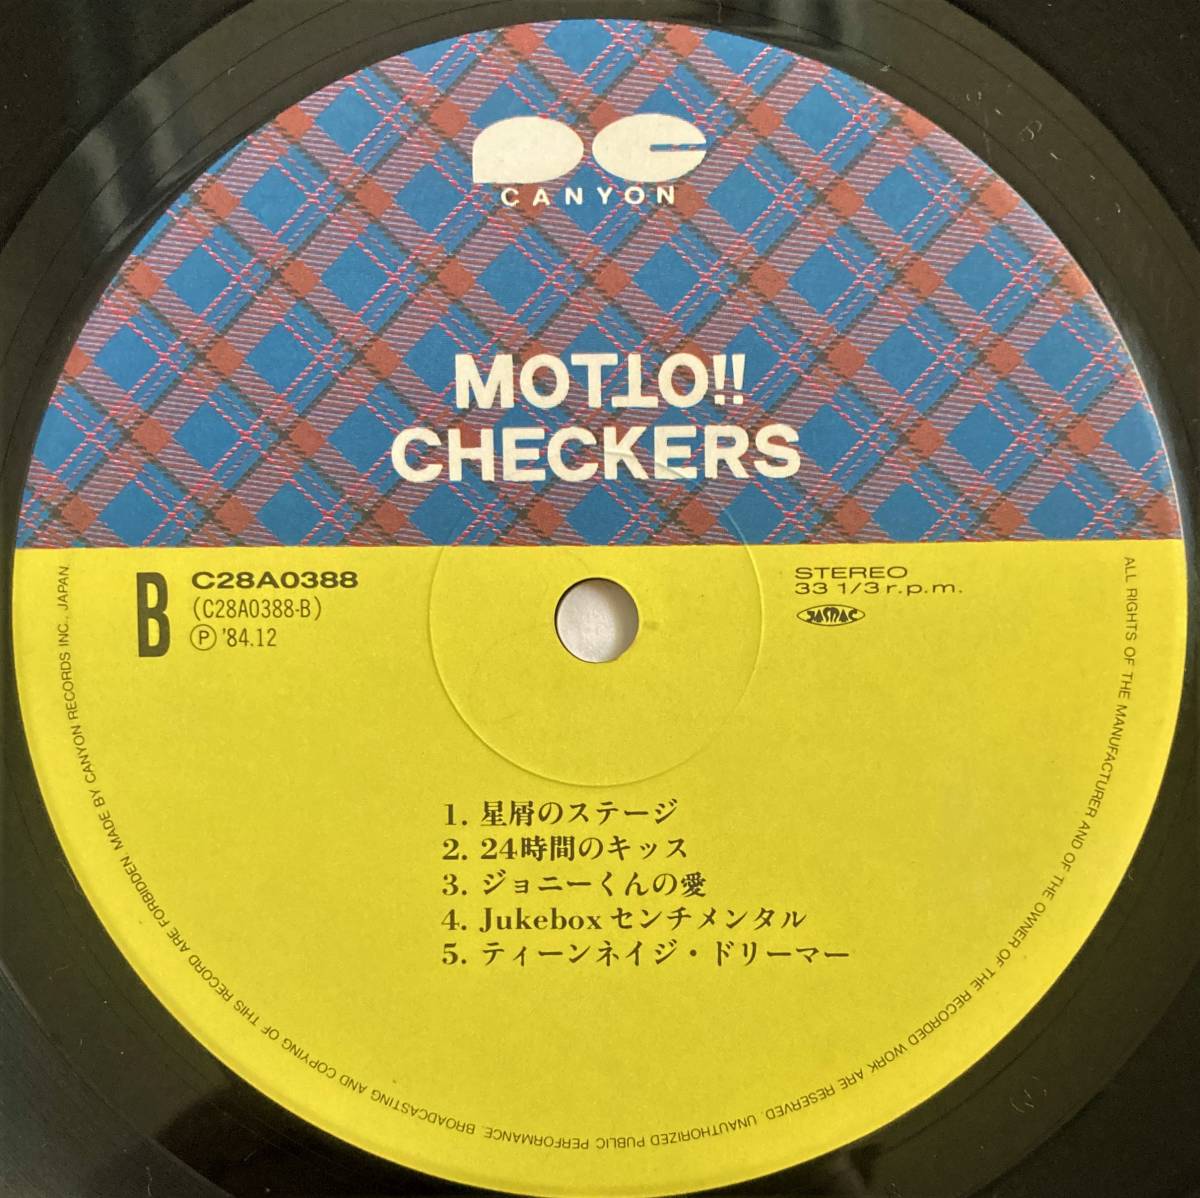 CANYON
MOTTO!!
CHECKERS
B
C28A0388
(C28A0388-B)
Ⓟ '84.12
STEREO
33 1/3 r.p.m.
JASRAC
1. 星屑のステージ
2. 24時間のキッス
3. ジョニーくんの愛
4. Jukebox センチメンタル
5. ティーンネイジ・ドリーマー
ALL RIGHTS OF THE MANUFACTURER AND OF THE OWNER OF THE RECORDED WORK ARE RESERVED. UNAUTHORIZED PUBLIC PERFORMANCE, BROADCASTING AND COPYING OF THIS RECORD ARE FORBIDDEN. MADE BY CANYON RECORDS INC., JAPAN